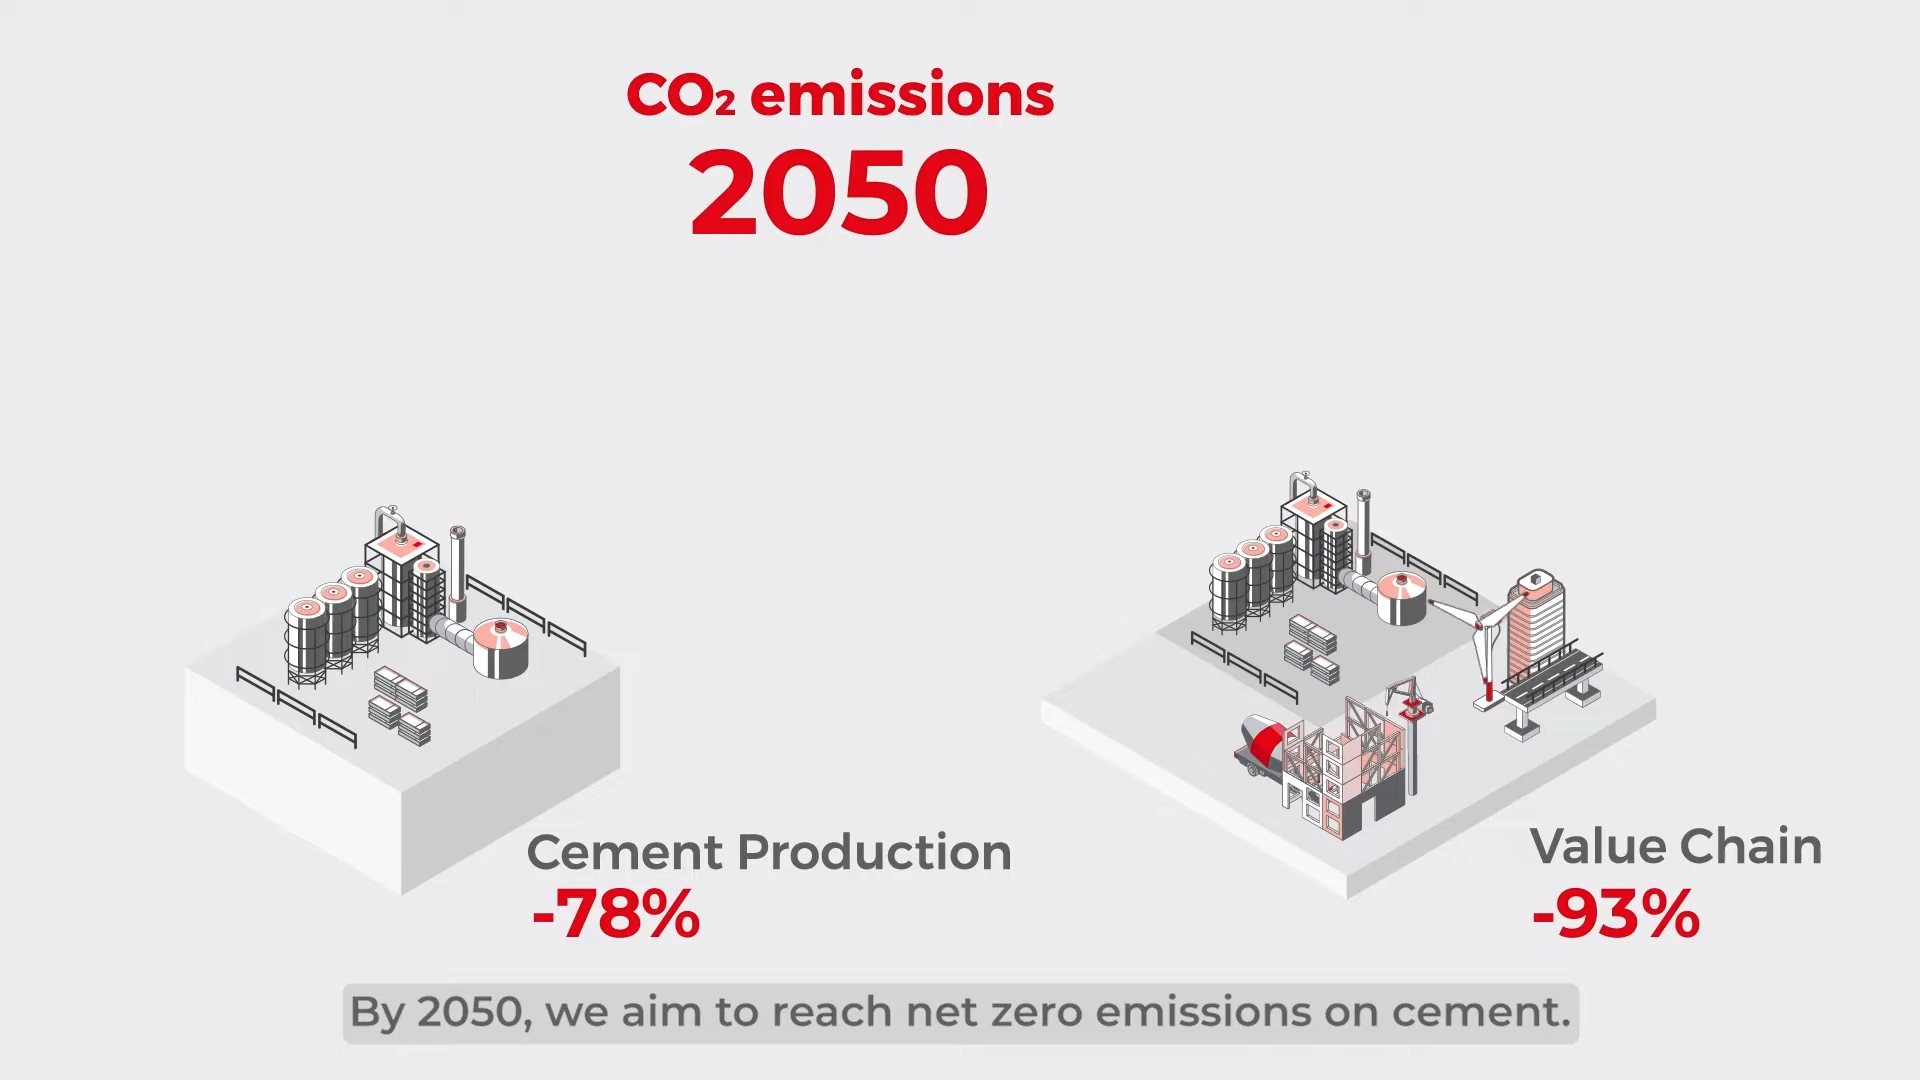 CO₂ emissions
2050
Cement Production
-78%
Value Chain
-93%
By 2050, we aim to reach net zero emissions on cement.